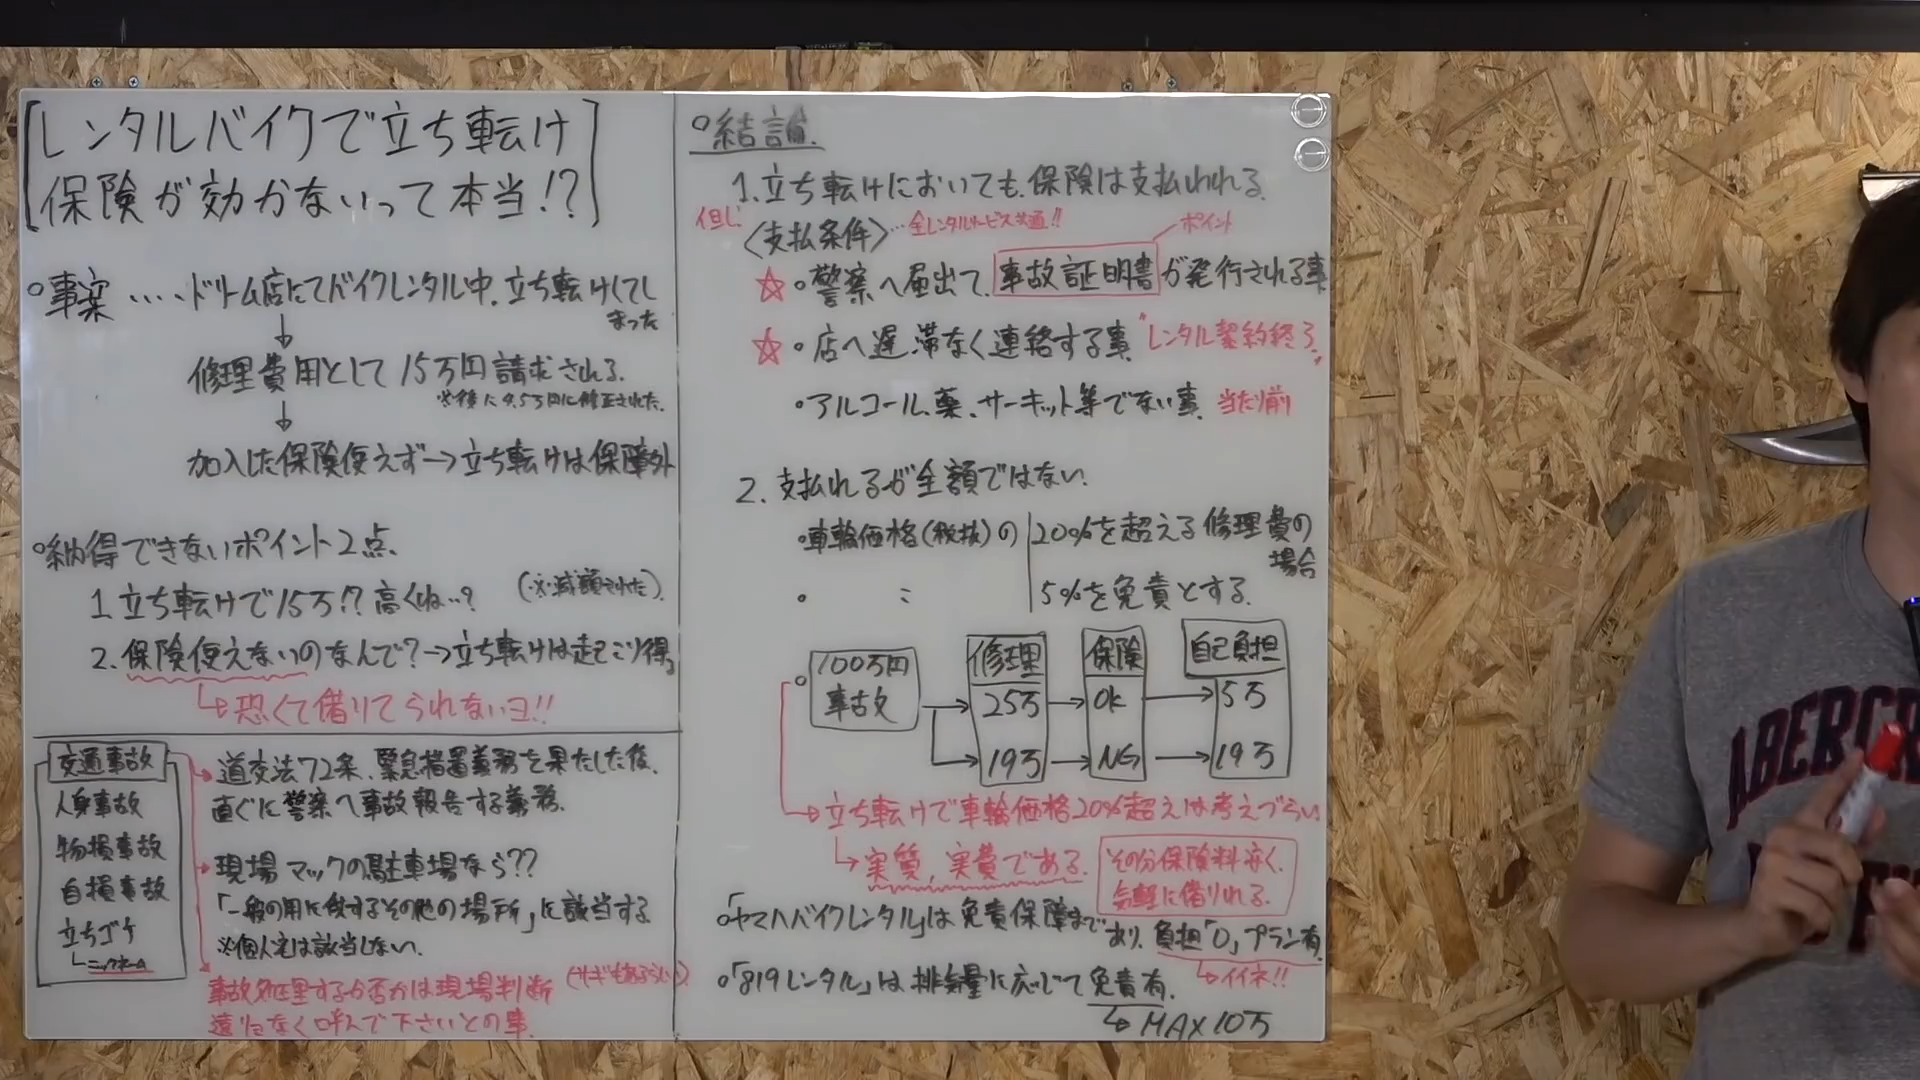 レンタルバイクで立ち転け
保険が効かないって本当!?
事案....ドリーム店にてバイクレンタル中、立ち転けしてし
まった
↓
修理費用として15万円請求される。
※後に9.5万円に修正された。
↓
加入した保険使えず→立ち転けは保障外
納得できないポイント2点、
1.立ち転けで15万!?高くね..?
(※減額された)
2.保険使えないのなんで?→立ち転けは起こり得る
恐くて借りてられないヨ!!
交通事故
人身事故
物損事故
自損事故
立ちゴケ
道交法72条、緊急措置義務を果たした後、
直ぐに警察へ事故報告する義務、
現場マックの駐車場なら??
「一般の用に供するその他の場所」に該当する
※個人宅は該当しない、
事故処理するか否かは現場判断
遠りょなく呼んで下さいとの事、
結論.
1.立ち転けにおいても、保険は支払われる、
但し
<支払条件>...全レンタルサービス共通!!
ポイント
☆・警察へ届出て、事故証明書が発行される事
☆・店へ遅滞なく連絡する事、"レンタル契約終了"
・アルコール、薬、サーキット等でない事、当たり前
2.支払れるが全額ではない、
・車輪価格(税抜)の 20%を超える修理費の
場合
・ : 5%を免責とする、
100万円
事故
修理 保険 自己負担
25万 → OK → 5万
19万 → NG → 19万
立ち転けで車輪価格20%超えは考えづらい
実質、実費である、
その分保険料安く、
気軽に借りれる、
「ヤマハバイクレンタル」は免責保障まで
あり、負担「0」プラン有、
イイネ!!
「819レンタル」は排気量に応じて免責有、
MAX10万
ABERCR